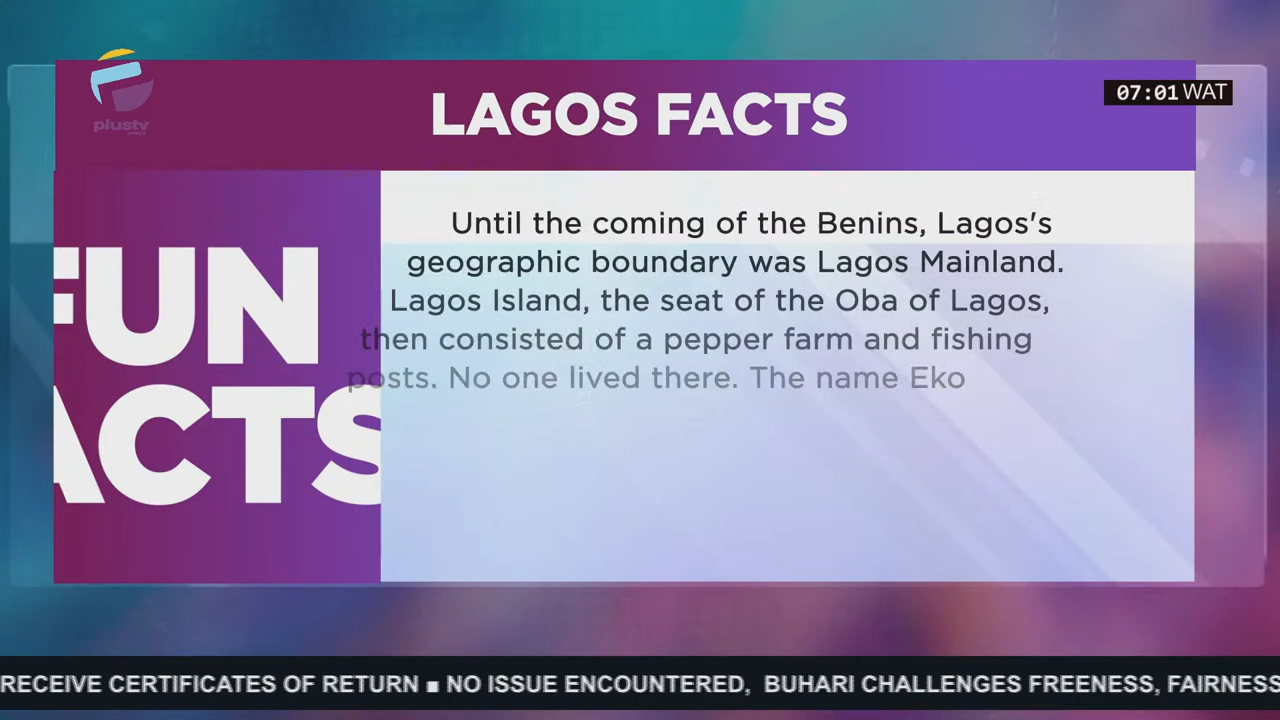 plustv
LAGOS FACTS
07:01 WAT
FUN
FACTS
Until the coming of the Benins, Lagos's
geographic boundary was Lagos Mainland.
Lagos Island, the seat of the Oba of Lagos,
then consisted of a pepper farm and fishing
posts. No one lived there. The name Eko
RECEIVE CERTIFICATES OF RETURN ■ NO ISSUE ENCOUNTERED, BUHARI CHALLENGES FREENESS, FAIRNESS